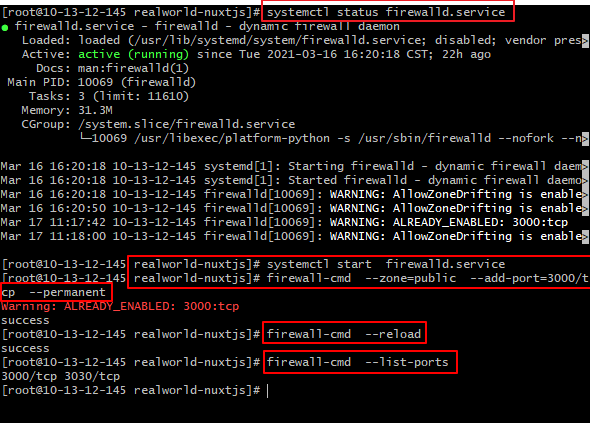 [root@10-13-12-145 realworld-nuxtjs]# systemctl status firewalld.service
● firewalld.service - firewalld - dynamic firewall daemon
Loaded: loaded (/usr/lib/systemd/system/firewalld.service; disabled; vendor pres>
Active: active (running) since Tue 2021-03-16 16:20:18 CST; 22h ago
Docs: man:firewalld(1)
Main PID: 10069 (firewalld)
Tasks: 3 (limit: 11610)
Memory: 31.3M
CGroup: /system.slice/firewalld.service
└─10069 /usr/libexec/platform-python -s /usr/sbin/firewalld --nofork --n>
Mar 16 16:20:18 10-13-12-145 systemd[1]: Starting firewalld - dynamic firewall daem>
Mar 16 16:20:18 10-13-12-145 systemd[1]: Started firewalld - dynamic firewall daemo>
Mar 16 16:20:18 10-13-12-145 firewalld[10069]: WARNING: AllowZoneDrifting is enable>
Mar 16 16:20:50 10-13-12-145 firewalld[10069]: WARNING: AllowZoneDrifting is enable>
Mar 17 11:17:42 10-13-12-145 firewalld[10069]: WARNING: ALREADY_ENABLED: 3000:tcp
Mar 17 11:18:00 10-13-12-145 firewalld[10069]: WARNING: AllowZoneDrifting is enable>
[root@10-13-12-145 realworld-nuxtjs]# systemctl start  firewalld.service
[root@10-13-12-145 realworld-nuxtjs]# firewall-cmd  --zone=public  --add-port=3000/t
cp  --permanent
Warning: ALREADY_ENABLED: 3000:tcp
success
[root@10-13-12-145 realworld-nuxtjs]# firewall-cmd  --reload
success
[root@10-13-12-145 realworld-nuxtjs]# firewall-cmd  --list-ports
3000/tcp 3030/tcp
[root@10-13-12-145 realworld-nuxtjs]#